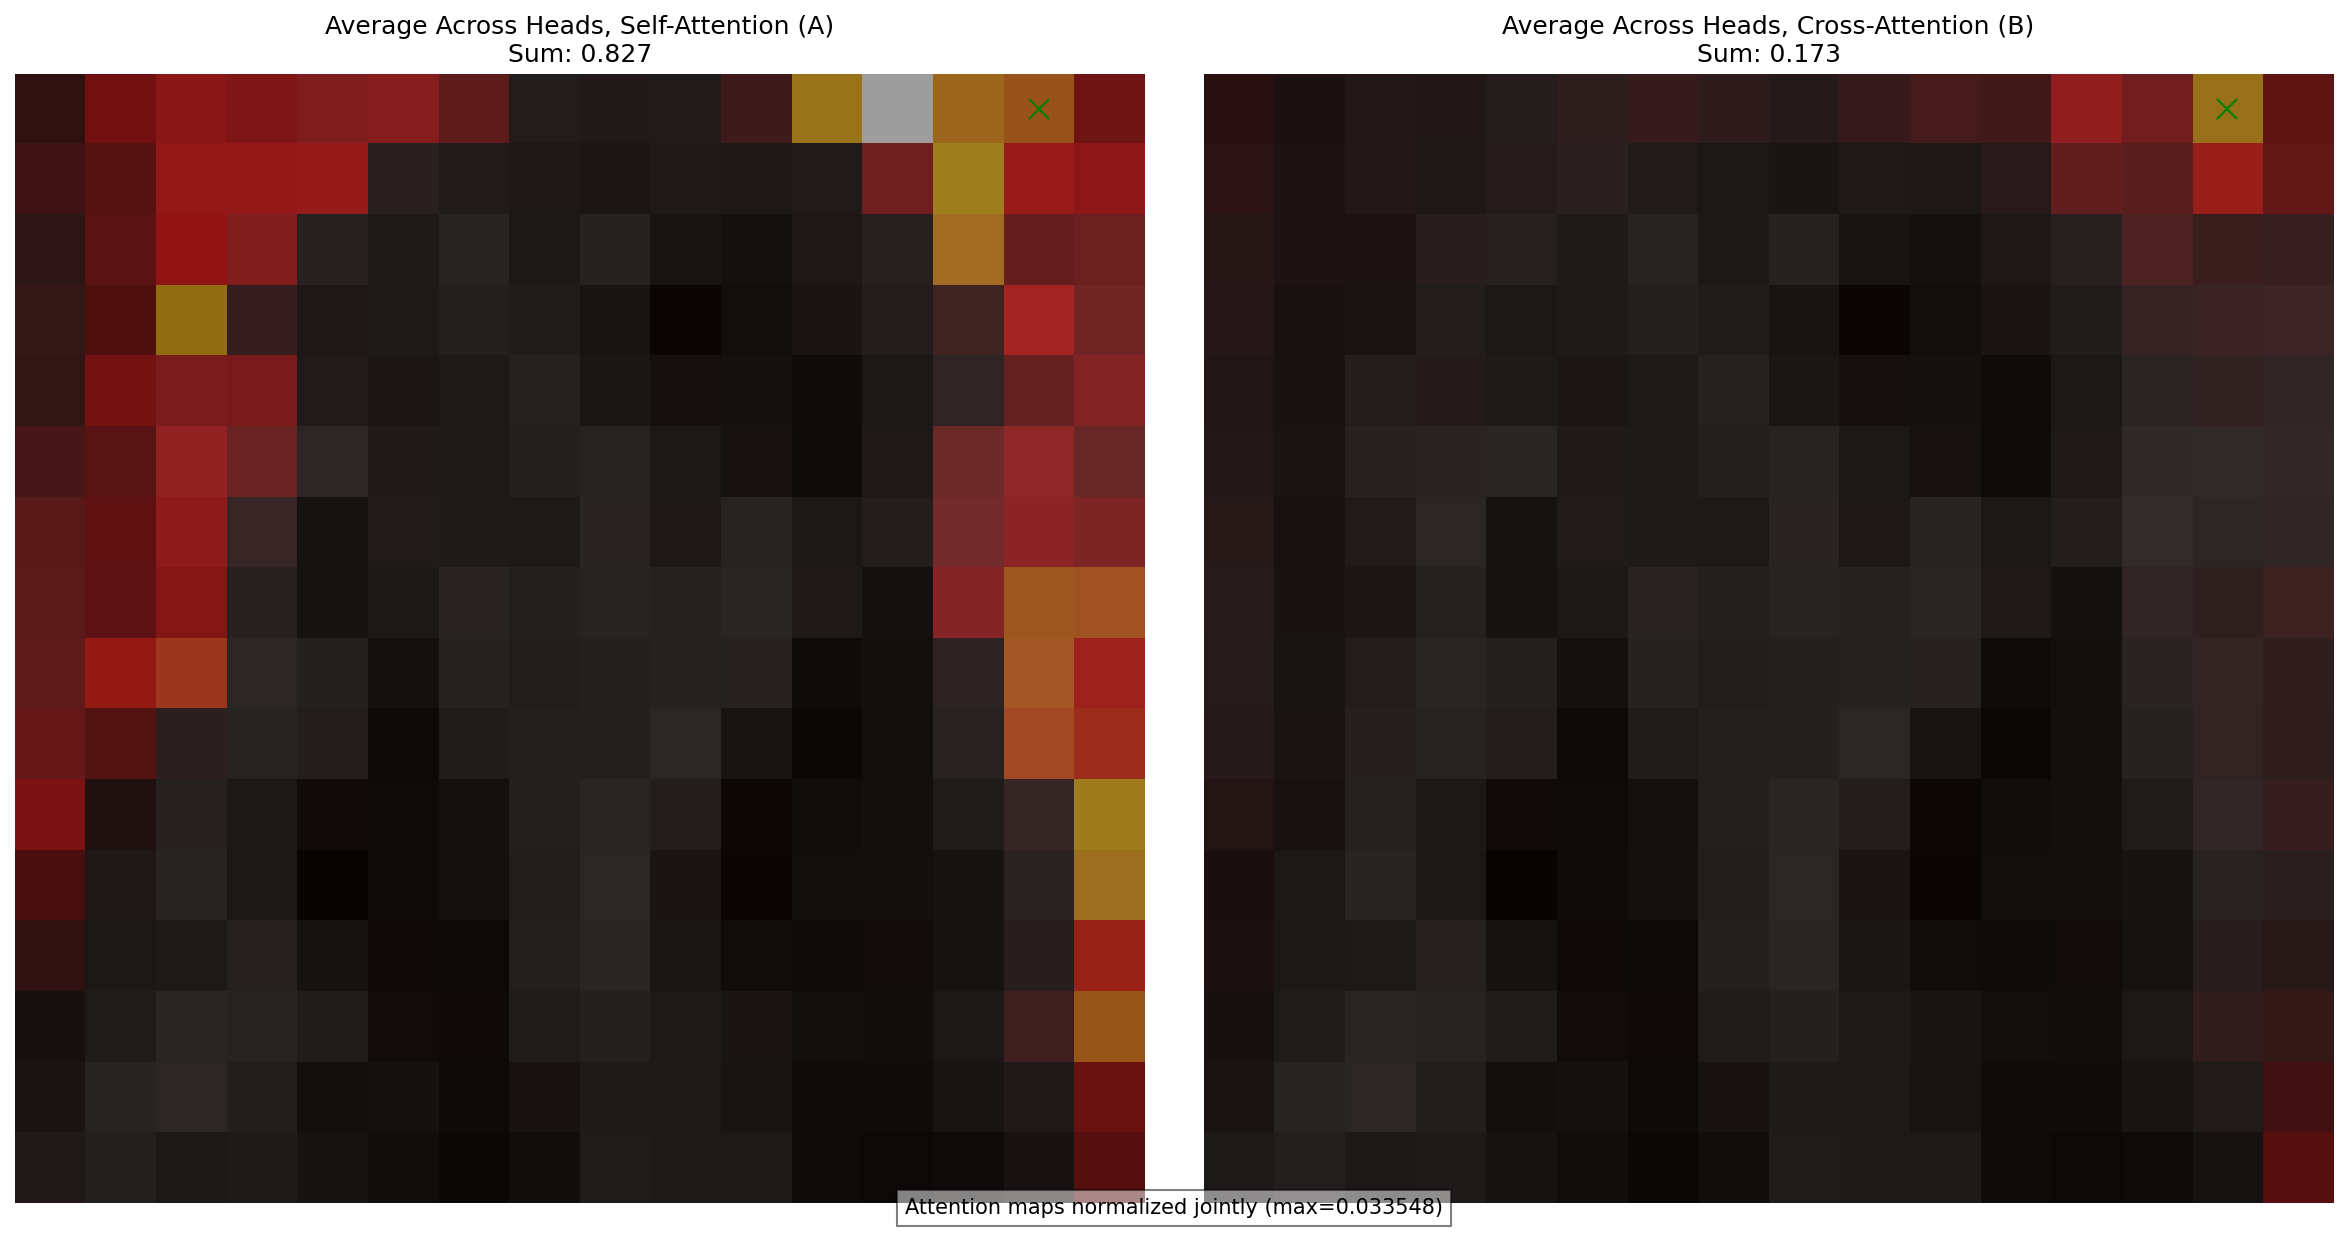 Average Across Heads, Self-Attention (A)
Sum: 0.827
Average Across Heads, Cross-Attention (B)
Sum: 0.173
Attention maps normalized jointly (max=0.033548)